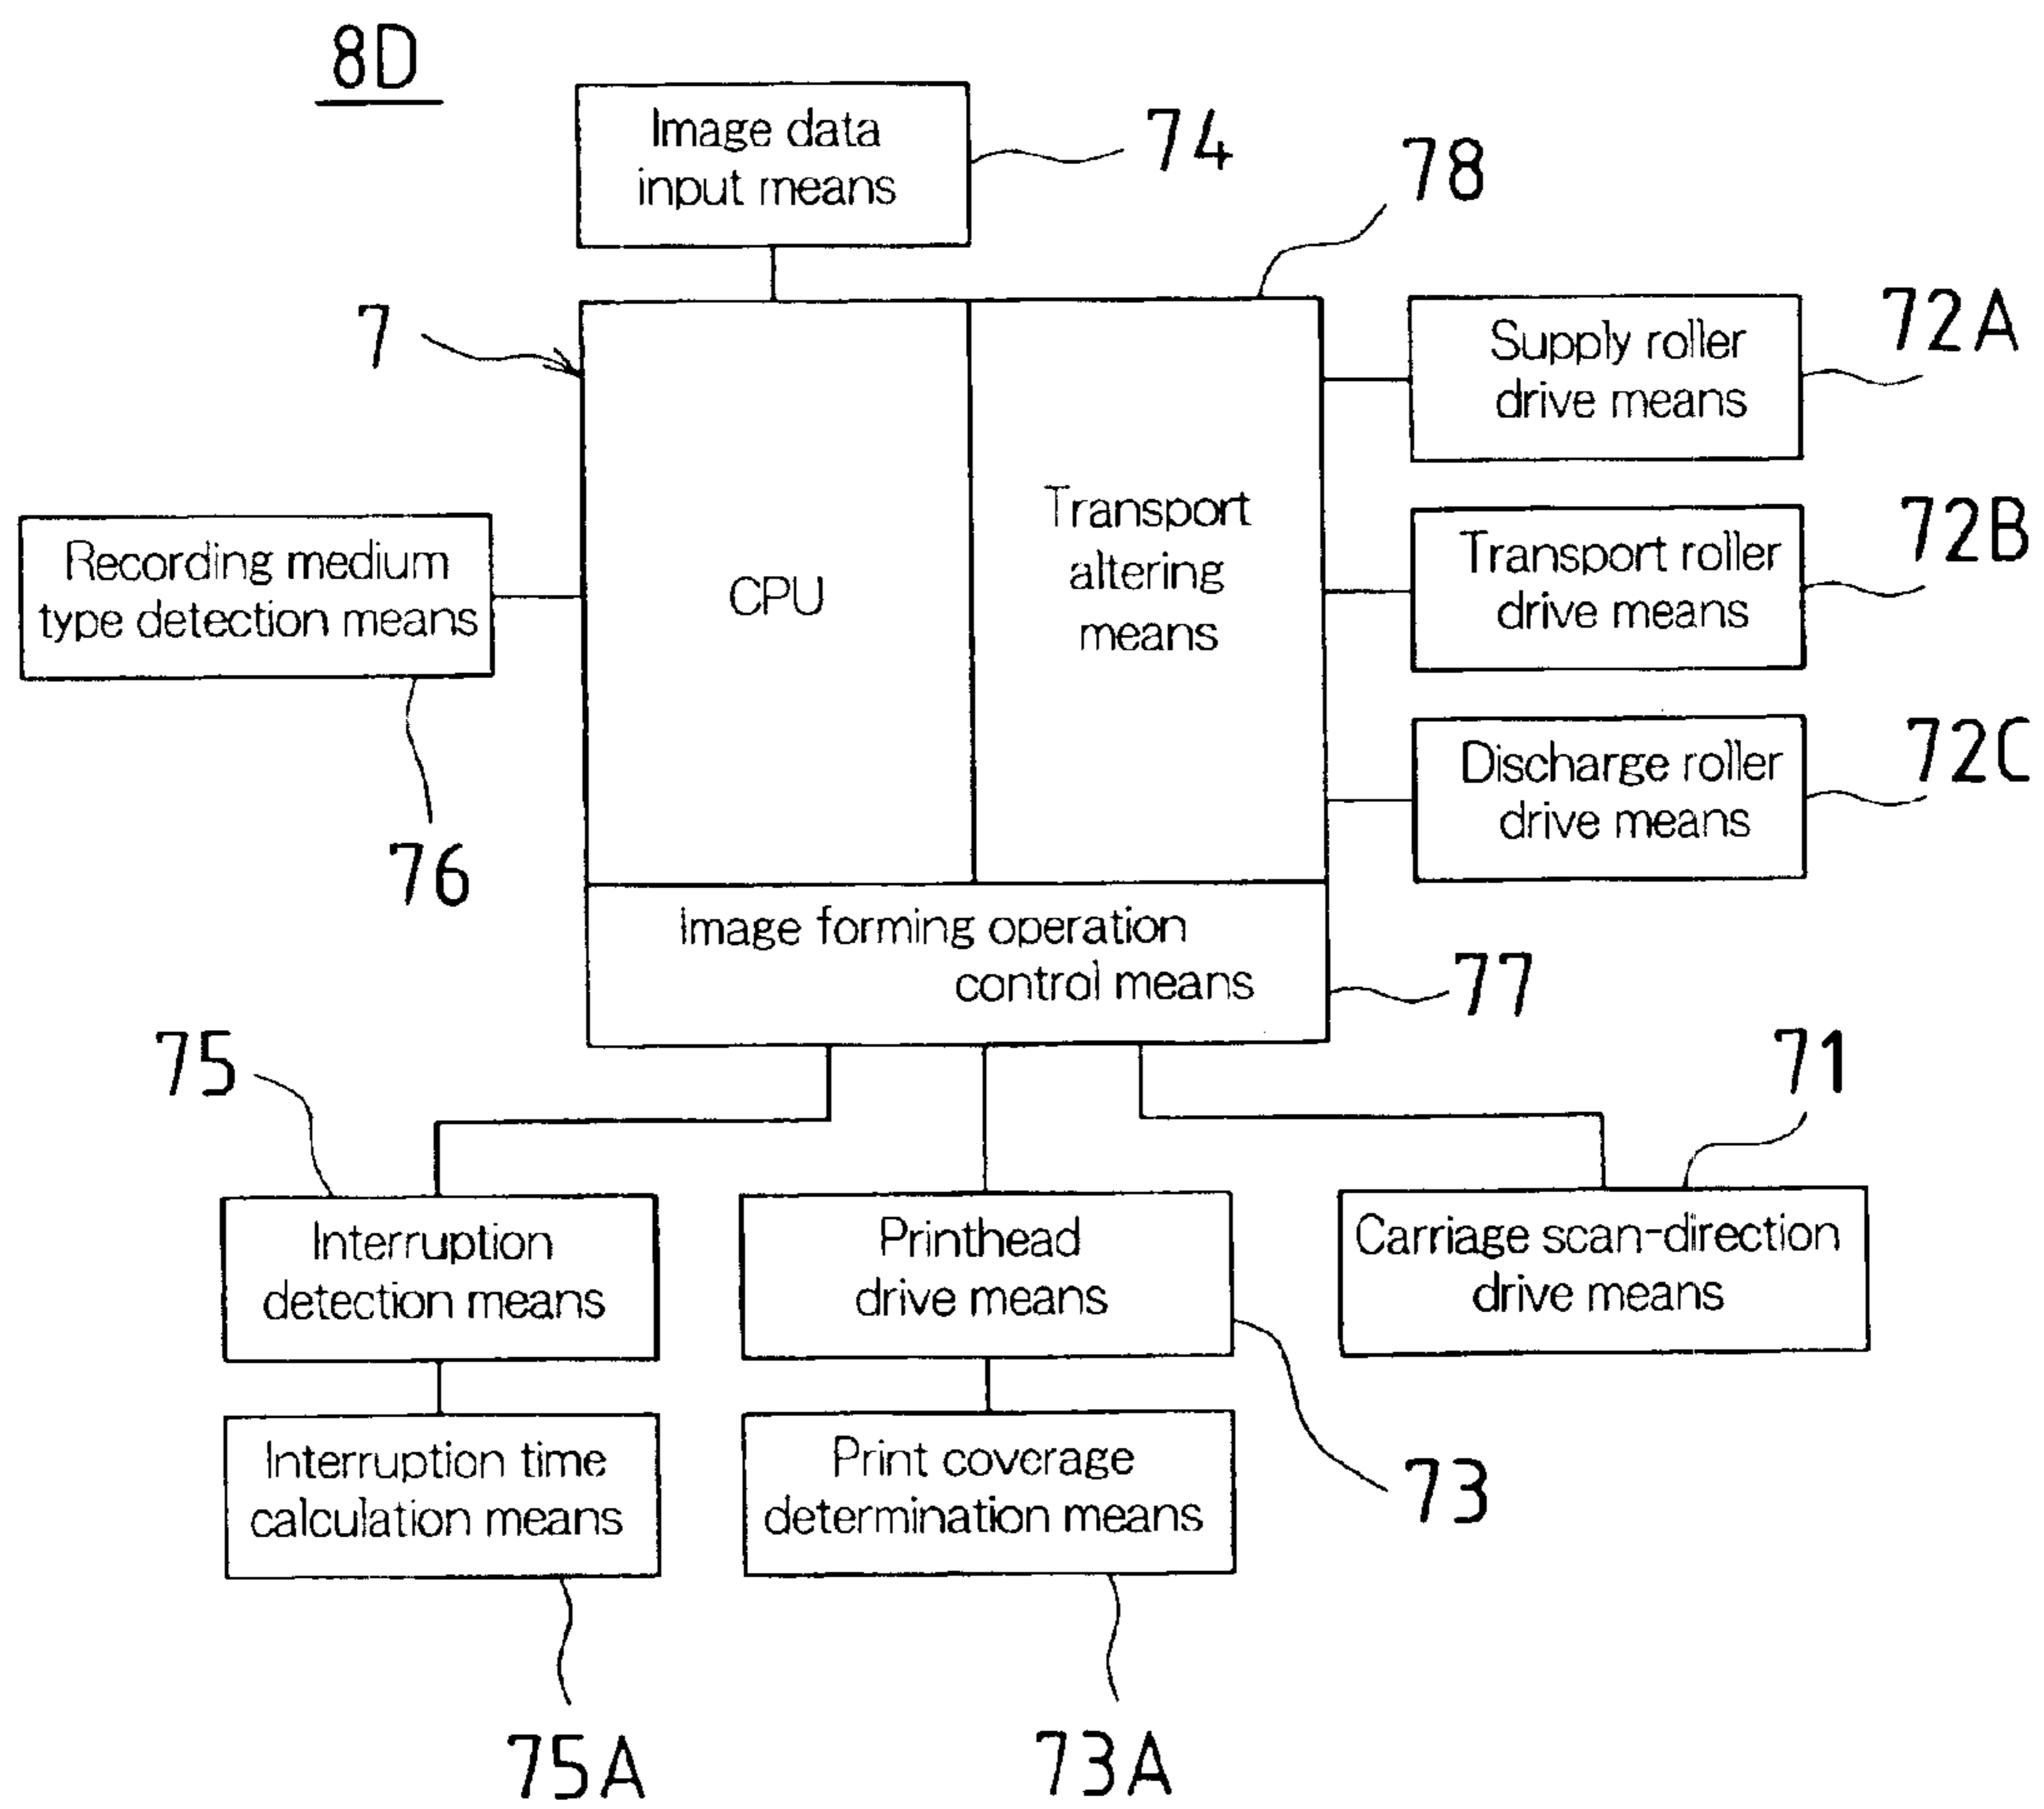 8D
Image data
input means
74
78
7
Supply roller
drive means
72A
Recording medium
type detection means
76
CPU
Transport
altering
means
Transport roller
drive means
72B
Discharge roller
drive means
72C
Image forming operation
control means
77
75
71
Interruption
detection means
Printhead
drive means
Carriage scan-direction
drive means
Interruption time
calculation means
Print coverage
determination means
73
75A
73A